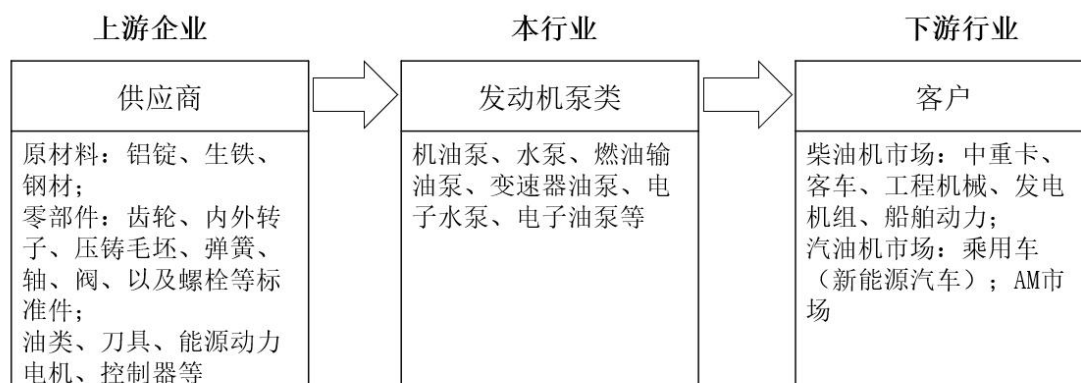 上游企业
本行业
下游行业
供应商
发动机泵类
客户
原材料：铝锭、生铁、
钢材；
零部件：齿轮、内外转
子、压铸毛坯、弹簧、
轴、阀、以及螺栓等标
准件；
油类、刀具、能源动力
电机、控制器等
机油泵、水泵、燃油输
油泵、变速器油泵、电
子水泵、电子油泵等
柴油机市场：中重卡、
客车、工程机械、发电
机组、船舶动力；
汽油机市场：乘用车
（新能源汽车）；AM市
场